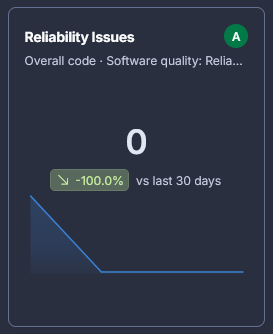 Reliability Issues A
Overall code · Software quality: Relia...
0
-100.0% vs last 30 days